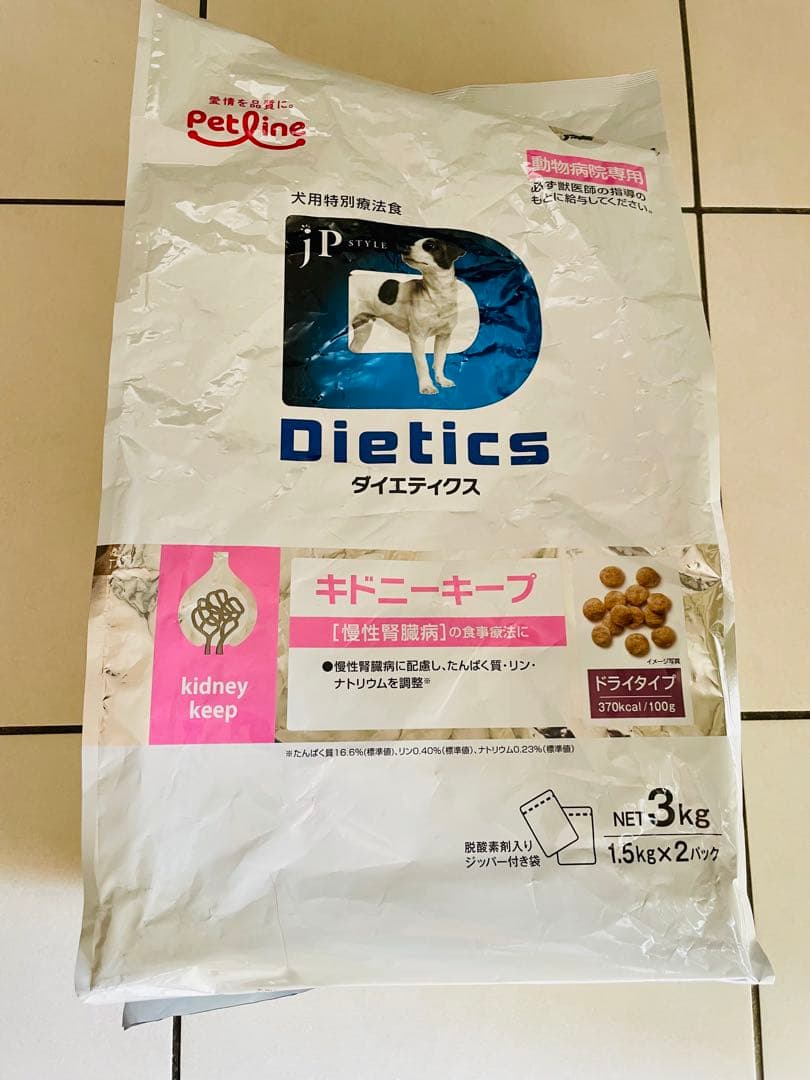 愛情を品質に。
Petline
動物病院専用
必ず獣医師の指導の
もとに給与してください。
犬用特別療法食
jP STYLE
Dietics
ダイエティクス
kidney
keep
キドニーキープ
[慢性腎臓病]の食事療法に
●慢性腎臓病に配慮し、たんぱく質・リン・
ナトリウムを調整※
イメージ写真
ドライタイプ
370kcal/100g
※たんぱく質16.6%(標準値)、リン0.40%(標準値)、ナトリウム0.23%(標準値)
脱酸素剤入り
ジッパー付き袋
NET 3kg
1.5kg×2パック